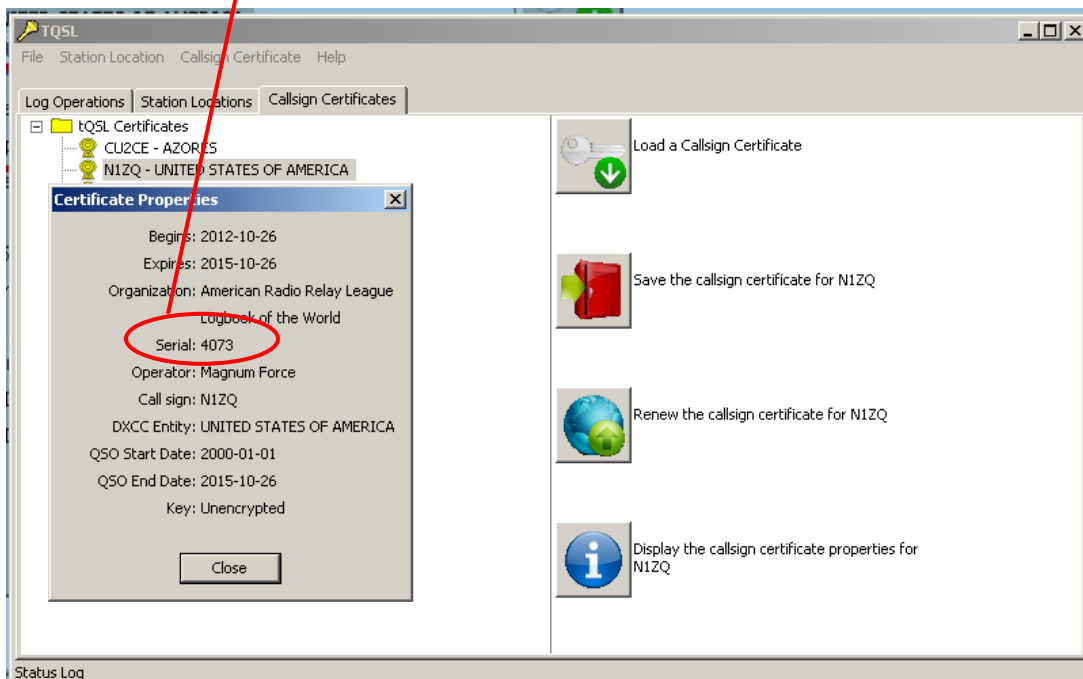 TQSL
File Station Location Callsign Certificate Help
Log Operations Station Locations Callsign Certificates
tQSL Certificates
CU2CE - AZORES
N1ZQ - UNITED STATES OF AMERICA
Certificate Properties
Begins: 2012-10-26
Expires: 2015-10-26
Organization: American Radio Relay League
Logbook of the World
Serial: 4073
Operator: Magnum Force
Call sign: N1ZQ
DXCC Entity: UNITED STATES OF AMERICA
QSO Start Date: 2000-01-01
QSO End Date: 2015-10-26
Key: Unencrypted
Close
Load a Callsign Certificate
Save the callsign certificate for N1ZQ
Renew the callsign certificate for N1ZQ
Display the callsign certificate properties for
N1ZQ
Status Log